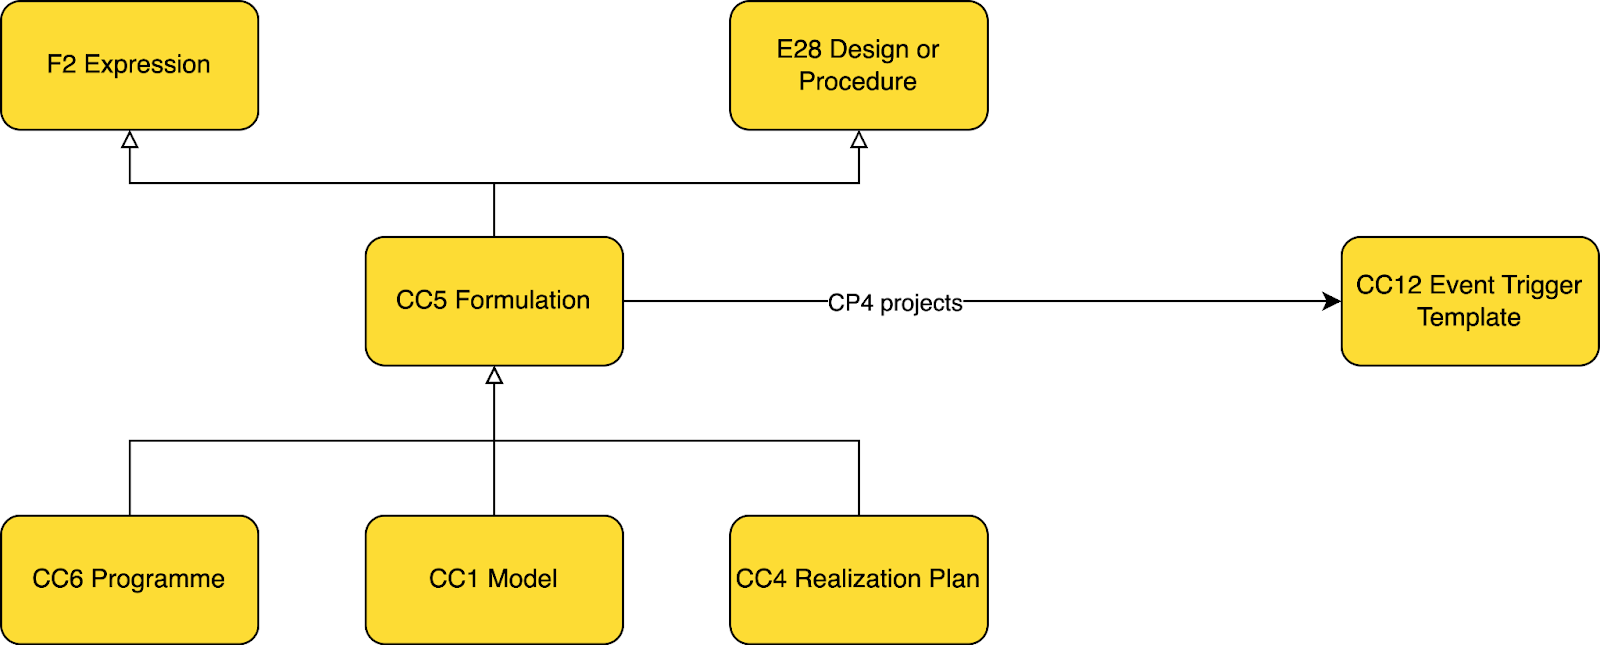 F2 Expression
E28 Design or
Procedure
CC5 Formulation
CP4 projects
CC12 Event Trigger
Template
CC6 Programme
CC1 Model
CC4 Realization Plan